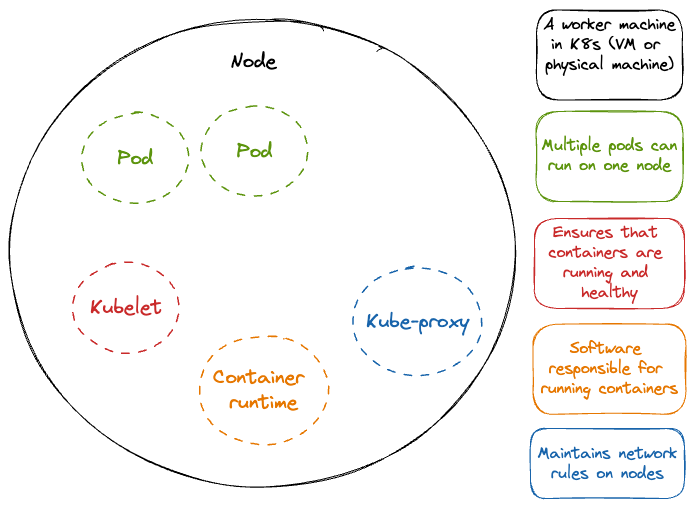 Node
Pod
Pod
Kubelet
Kube-proxy
Container
runtime
A worker machine
in K8s (VM or
physical machine)
Multiple pods can
run on one node
Ensures that
containers are
running and
healthy
Software
responsible for
running containers
Maintains network
rules on nodes